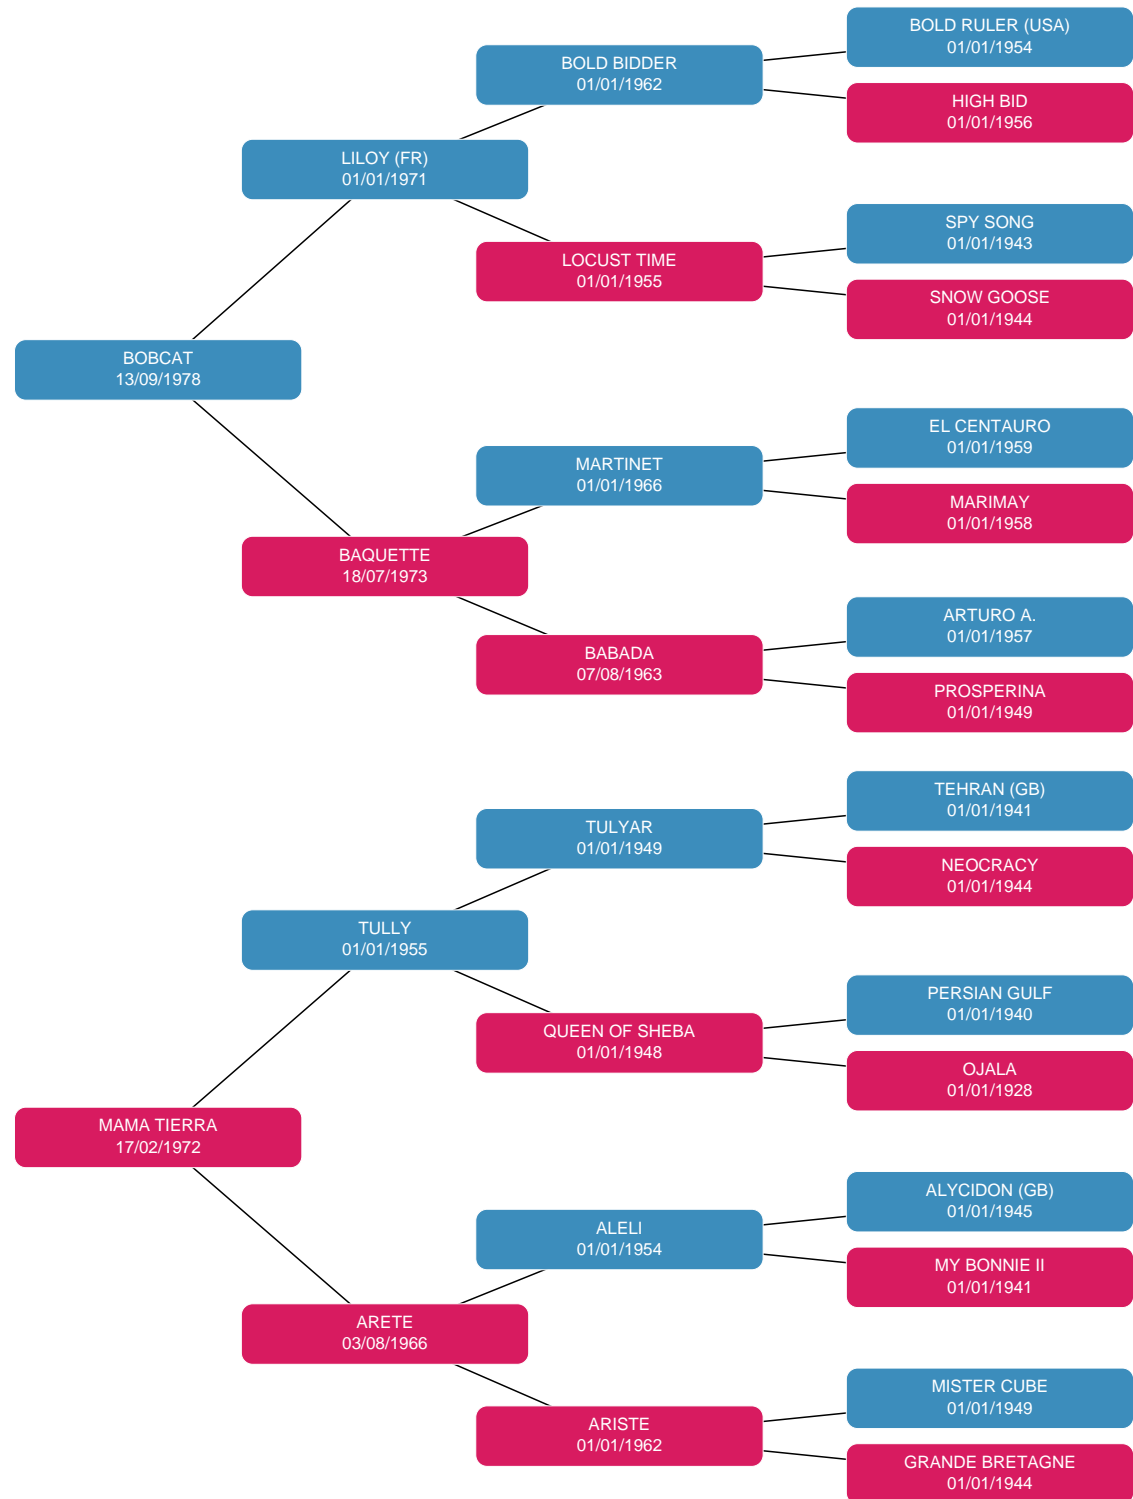 BOLD RULER (USA)
01/01/1954
BOLD BIDDER
01/01/1962
HIGH BID
01/01/1956
LILOY (FR)
01/01/1971
SPY SONG
01/01/1943
LOCUST TIME
01/01/1955
SNOW GOOSE
01/01/1944
BOBCAT
13/09/1978
EL CENTAURO
01/01/1959
MARTINET
01/01/1966
MARIMAY
01/01/1958
BAQUETTE
18/07/1973
ARTURO A.
01/01/1957
BABADA
07/08/1963
PROSPERINA
01/01/1949
TEHRAN (GB)
01/01/1941
TULYAR
01/01/1949
NEOCRACY
01/01/1944
TULLY
01/01/1955
PERSIAN GULF
01/01/1940
QUEEN OF SHEBA
01/01/1948
OJALA
01/01/1928
MAMA TIERRA
17/02/1972
ALYCIDON (GB)
01/01/1945
ALELI
01/01/1954
MY BONNIE II
01/01/1941
ARETE
03/08/1966
MISTER CUBE
01/01/1949
ARISTE
01/01/1962
GRANDE BRETAGNE
01/01/1944